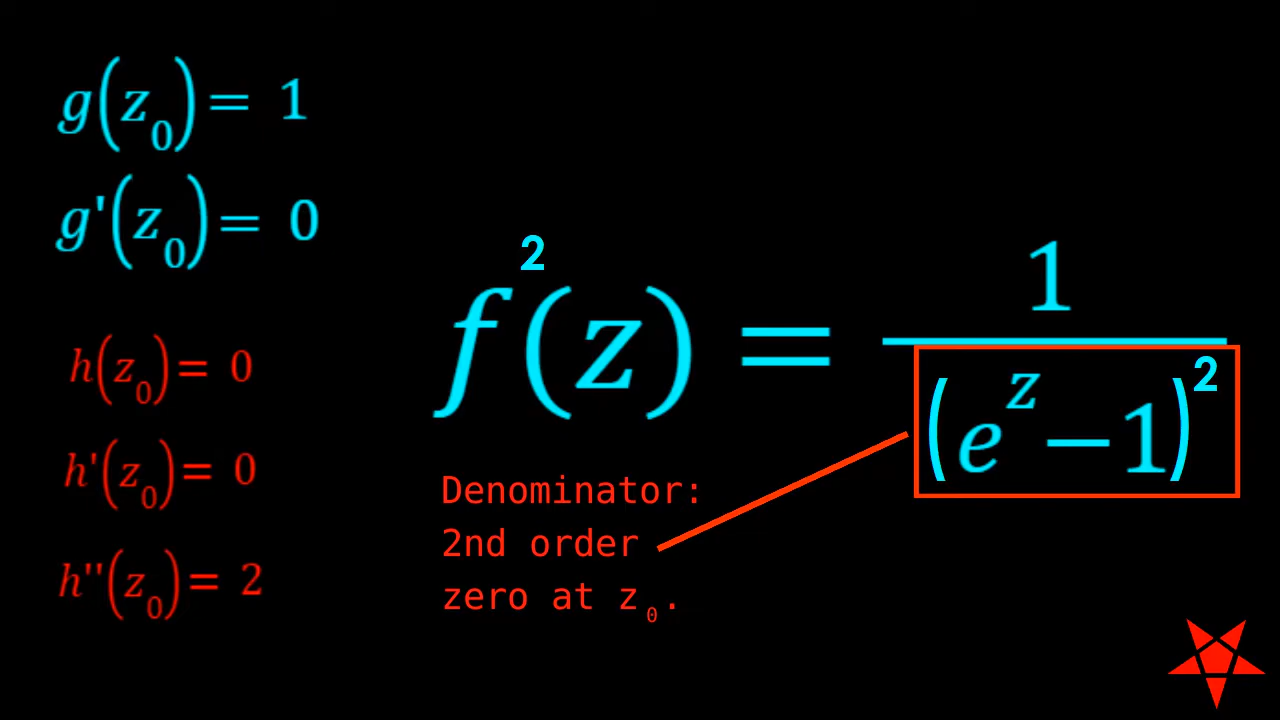 g(z₀) = 1
g'(z₀) = 0
h(z₀) = 0
h'(z₀) = 0
h''(z₀) = 2
f²(z) = 1 / (e^z − 1)²
Denominator:
2nd order
zero at z₀.